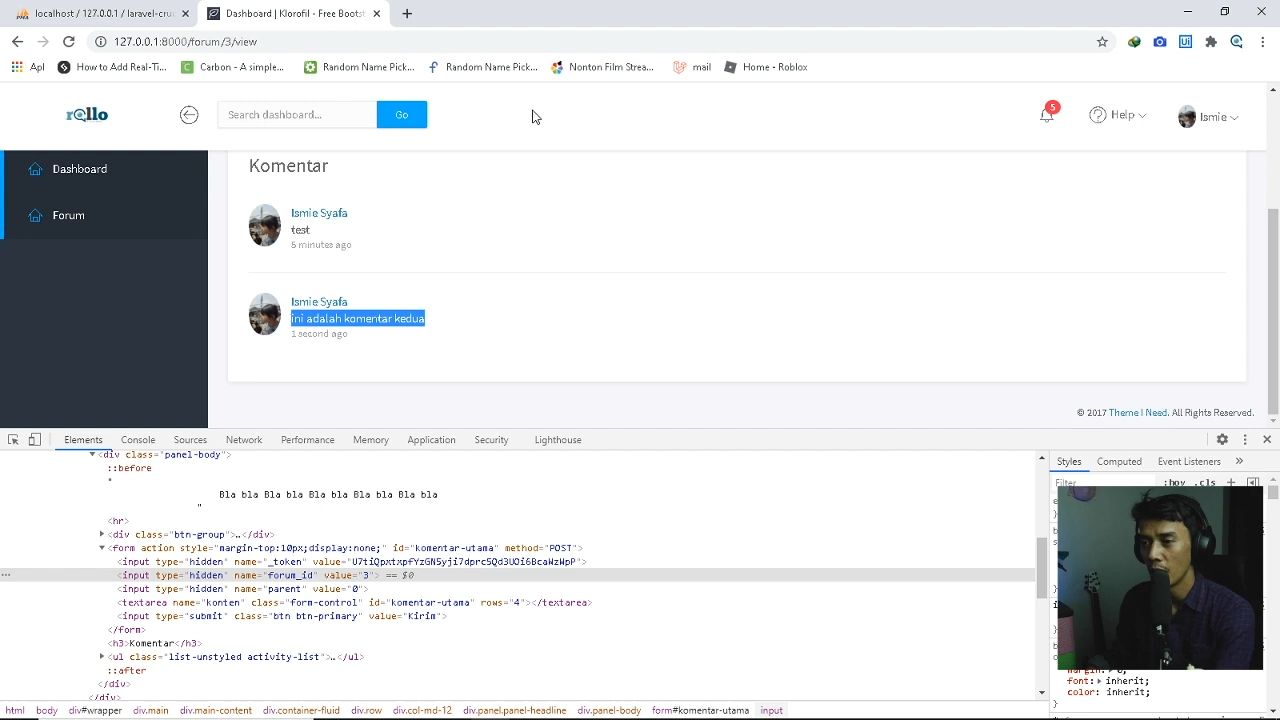 localhost / 127.0.0.1 / laravel-cruc
Dashboard | Klorofil - Free Bootst
127.0.0.1:8000/forum/3/view
Apl
How to Add Real-Ti...
Carbon - A simple...
Random Name Pick...
Random Name Pick...
Nonton Film Strea...
mail
Home - Roblox
rollo
Search dashboard...
Go
5
Help
Ismie
Dashboard
Forum
Komentar
Ismie Syafa
test
5 minutes ago
Ismie Syafa
ini adalah komentar kedua
1 second ago
© 2017 Theme I Need. All Rights Reserved.
Elements
Console
Sources
Network
Performance
Memory
Application
Security
Lighthouse
<div class="panel-body">
::before
"
Bla bla Bla bla Bla bla Bla bla Bla bla
"
<hr>
<div class="btn-group">…</div>
<form action style="margin-top:10px;display:none;" id="komentar-utama" method="POST">
<input type="hidden" name="_token" value="U7tiQpxtxpfYzGNSyji7dprc5Qd3UOi6BcaWzWpP">
<input type="hidden" name="forum_id" value="3"> == $0
<input type="hidden" name="parent" value="0">
<textarea name="konten" class="form-control" id="komentar-utama" rows="4"></textarea>
<input type="submit" class="btn btn-primary" value="Kirim">
</form>
<h3>Komentar</h3>
<ul class="list-unstyled activity-list">…</ul>
::after
</div>
</div>
html body div#wrapper div.main div.main-content div.container-fluid div.row div.col-md-12 div.panel.panel-headline div.panel-body form#komentar-utama input
Styles
Computed
Event Listeners
Filter
:hov .cls +
margin: 0;
font: inherit;
color: inherit;
}